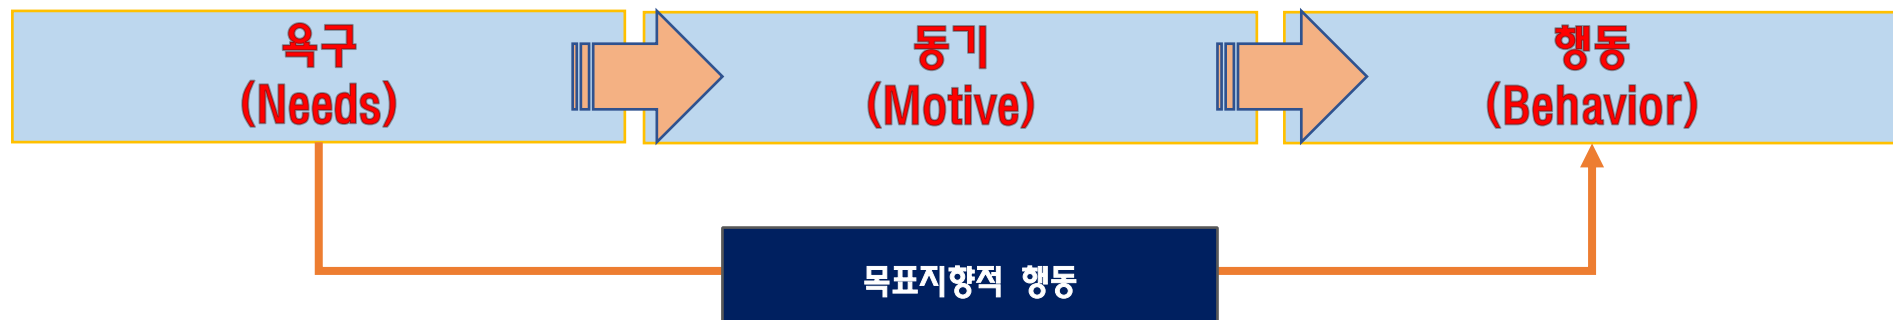 욕구
(Needs)
동기
(Motive)
행동
(Behavior)
목표지향적 행동